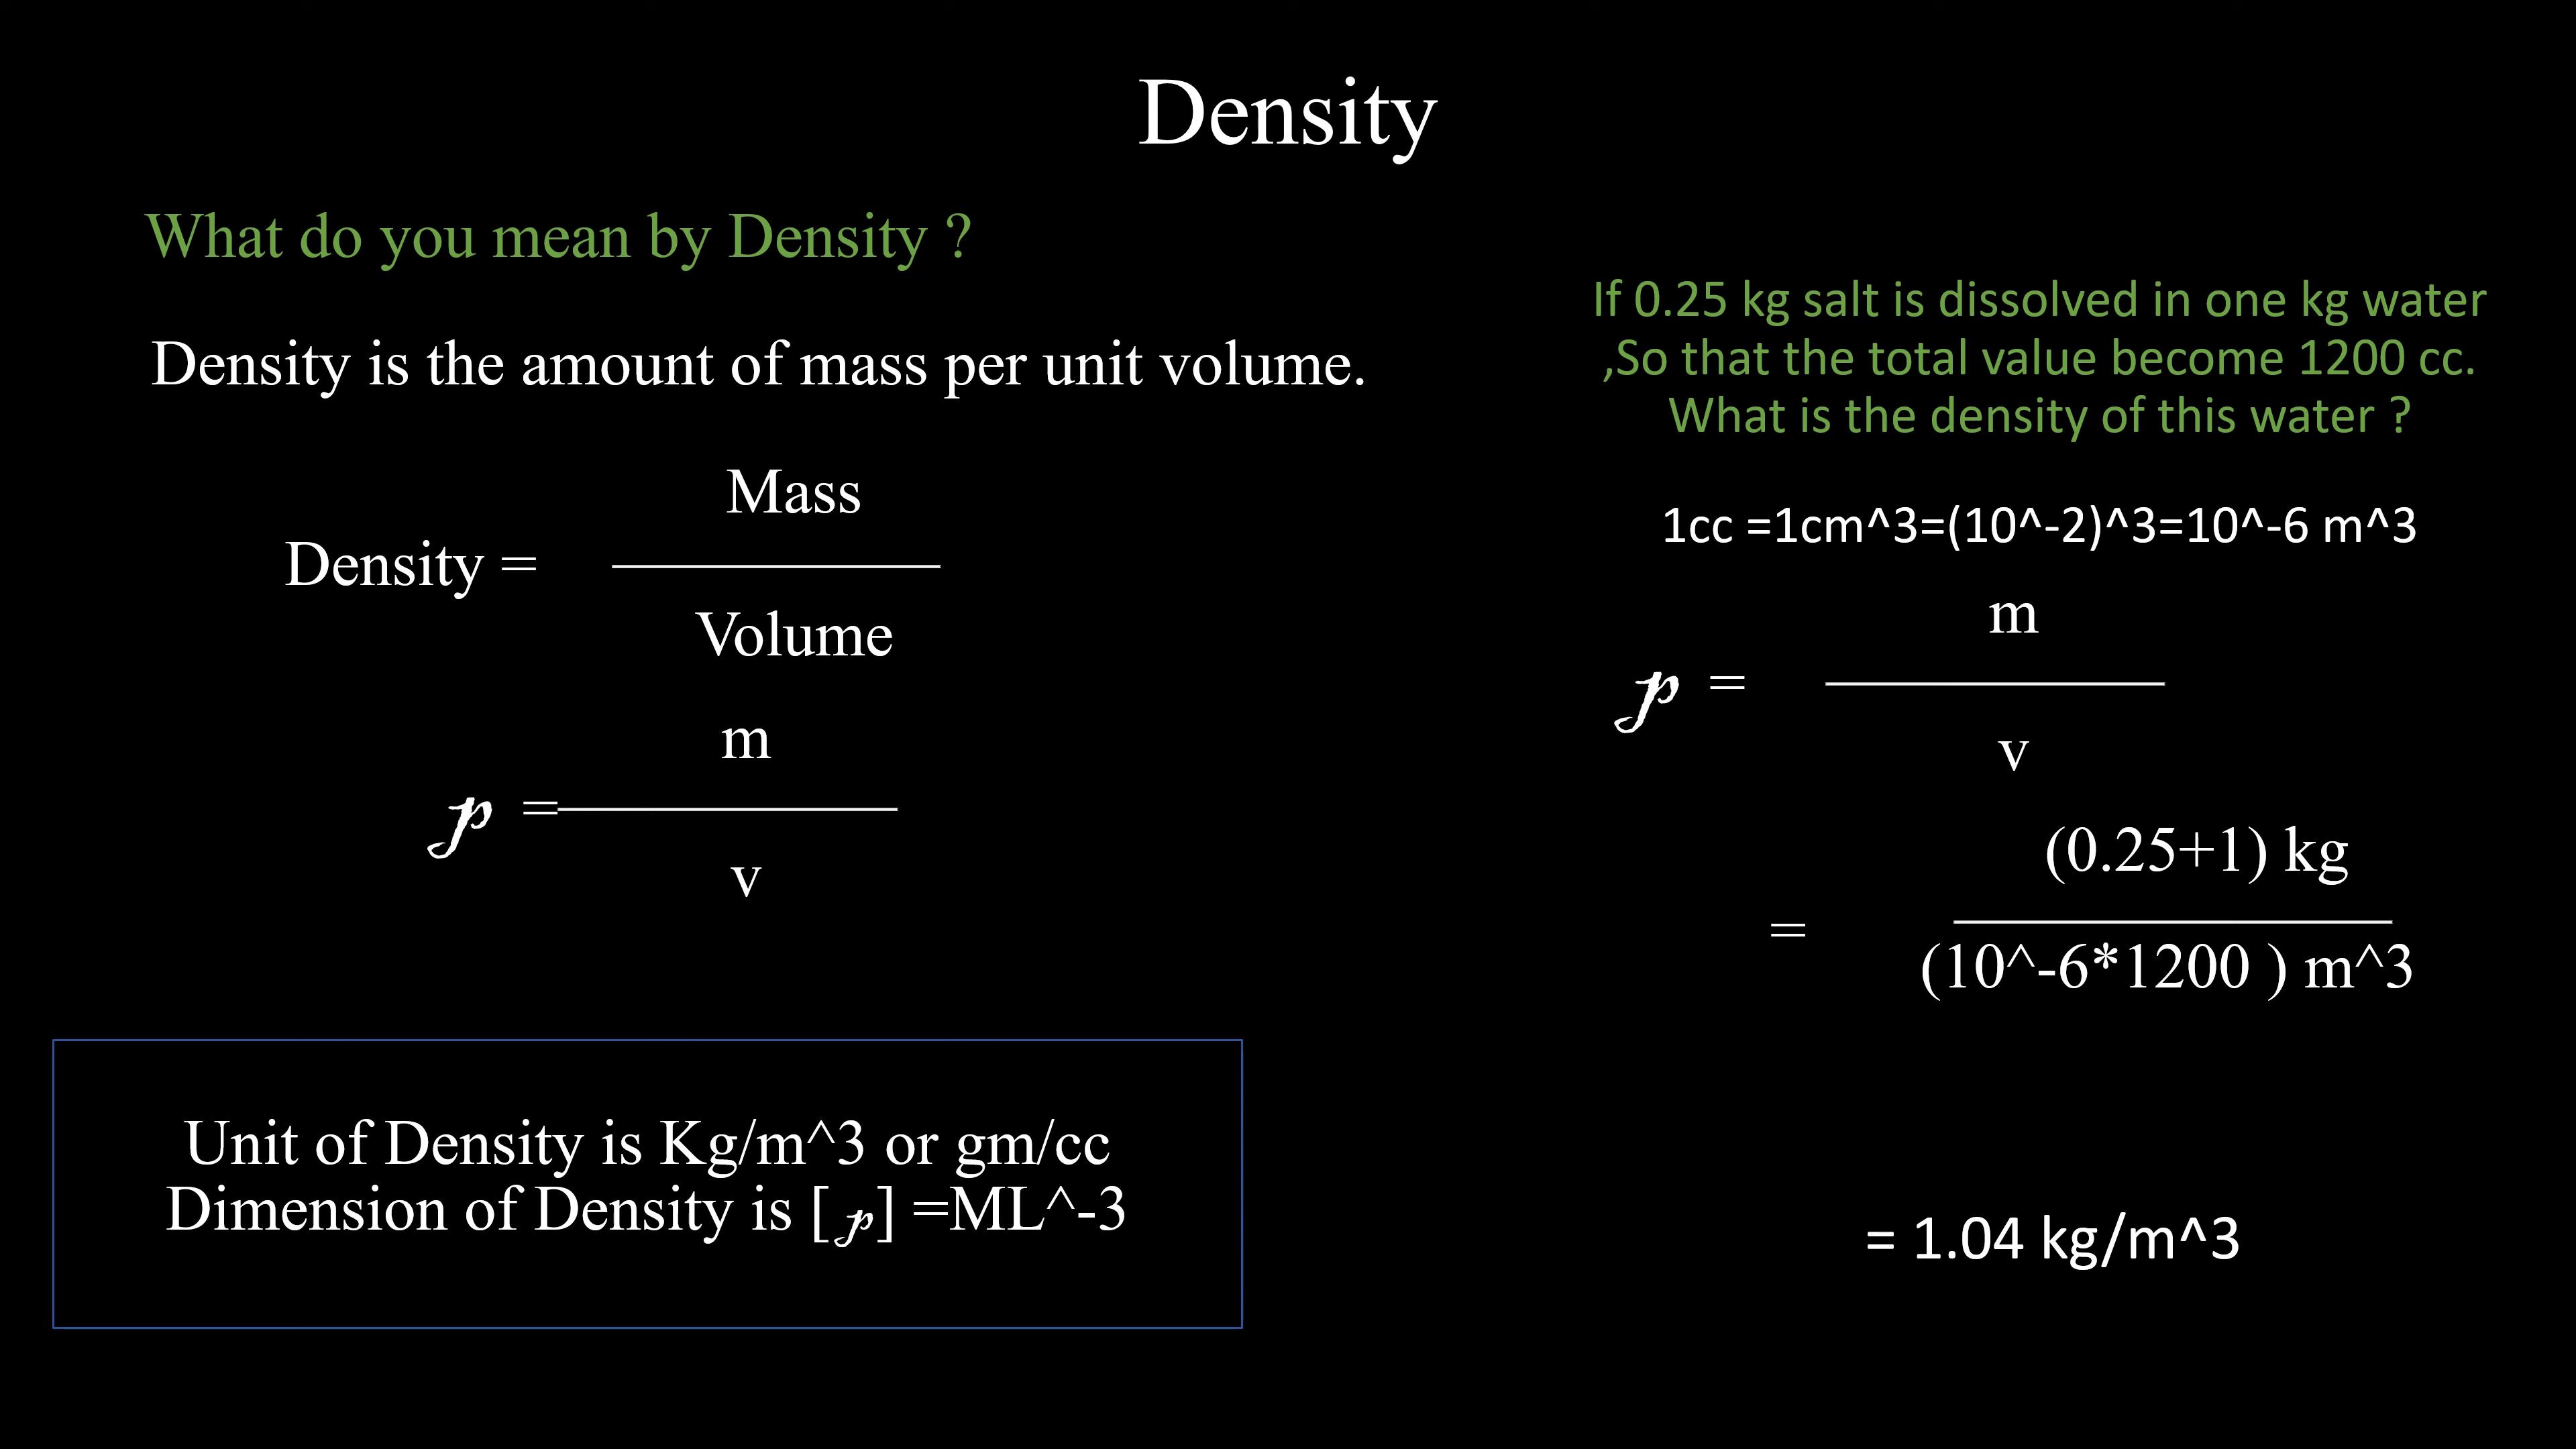 Density
What do you mean by Density ?
Density is the amount of mass per unit volume.
Mass
Density =
Volume
m
𝓅 =
v
Unit of Density is Kg/m^3 or gm/cc
Dimension of Density is [𝓅] =ML^-3
If 0.25 kg salt is dissolved in one kg water
,So that the total value become 1200 cc.
What is the density of this water ?
1cc =1cm^3=(10^-2)^3=10^-6 m^3
m
𝓅 =
v
(0.25+1) kg
=
(10^-6*1200 ) m^3
= 1.04 kg/m^3